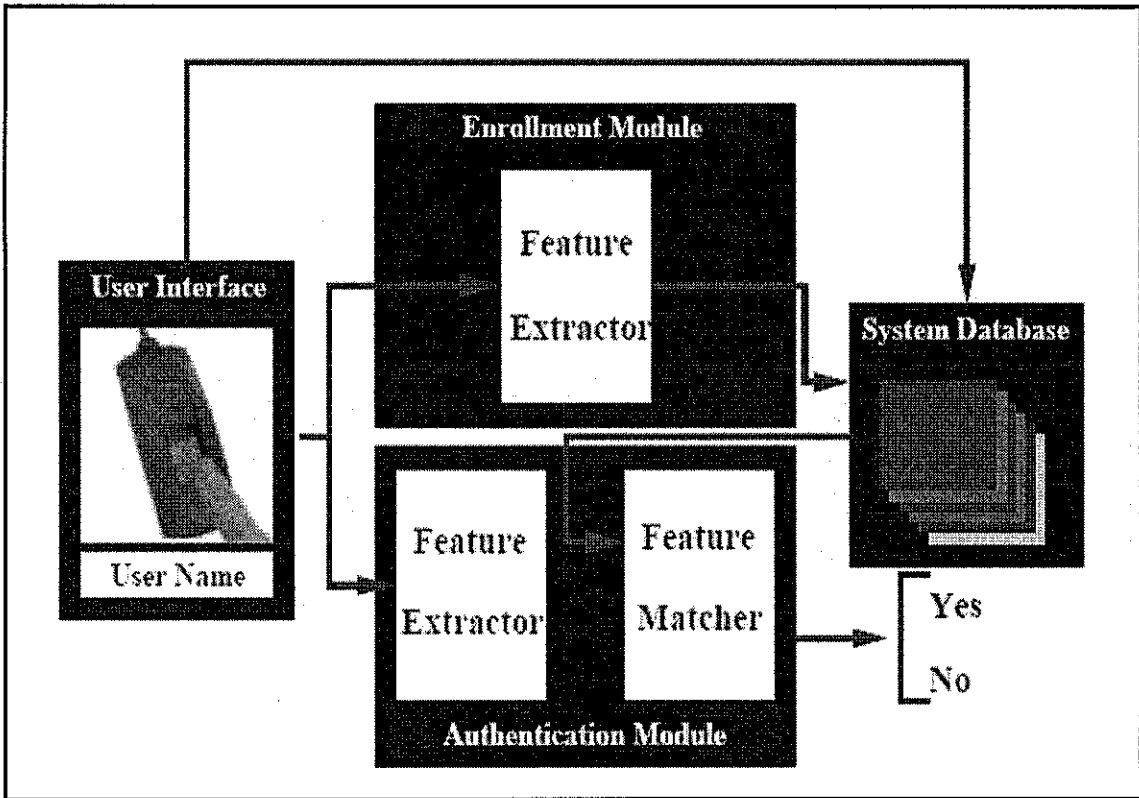 Enrollment Module
Feature
Extractor
User Interface
User Name
System Database
Feature
Extractor
Feature
Matcher
Authentication Module
Yes
No